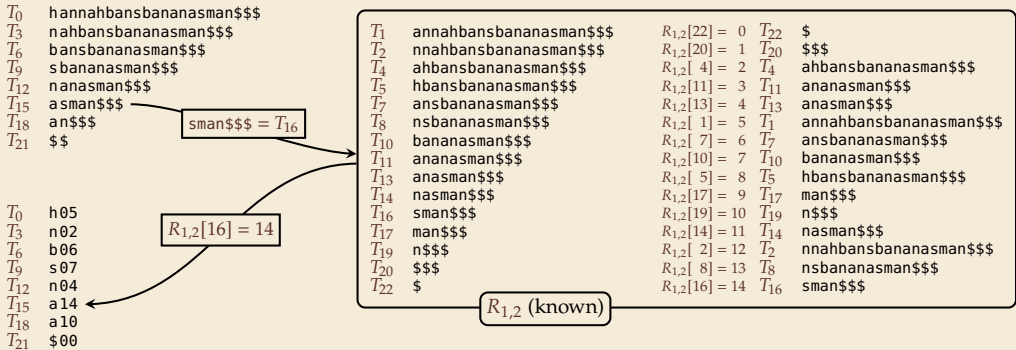 T0 hannahbansbananasman$$$
T3 nahbansbananasman$$$
T6 bansbananasman$$$
T9 sbananasman$$$
T12 nanasman$$$
T15 asman$$$
T18 an$$$
T21 $$
sman$$$ = T16
T0 h05
T3 n02
T6 b06
T9 s07
T12 n04
T15 a14
T18 a10
T21 $00
R1,2[16] = 14
T1 annahbansbananasman$$$
T2 nnahbansbananasman$$$
T4 ahbansbananasman$$$
T5 hbansbananasman$$$
T7 ansbananasman$$$
T8 nsbananasman$$$
T10 bananasman$$$
T11 ananasman$$$
T13 anasman$$$
T14 nasman$$$
T16 sman$$$
T17 man$$$
T19 n$$$
T20 $$$
T22 $
R1,2[22] = 0 T22 $
R1,2[20] = 1 T20 $$$
R1,2[ 4] = 2 T4 ahbansbananasman$$$
R1,2[11] = 3 T11 ananasman$$$
R1,2[13] = 4 T13 anasman$$$
R1,2[ 1] = 5 T1 annahbansbananasman$$$
R1,2[ 7] = 6 T7 ansbananasman$$$
R1,2[10] = 7 T10 bananasman$$$
R1,2[ 5] = 8 T5 hbansbananasman$$$
R1,2[17] = 9 T17 man$$$
R1,2[19] = 10 T19 n$$$
R1,2[14] = 11 T14 nasman$$$
R1,2[ 2] = 12 T2 nnahbansbananasman$$$
R1,2[ 8] = 13 T8 nsbananasman$$$
R1,2[16] = 14 T16 sman$$$
R1,2 (known)